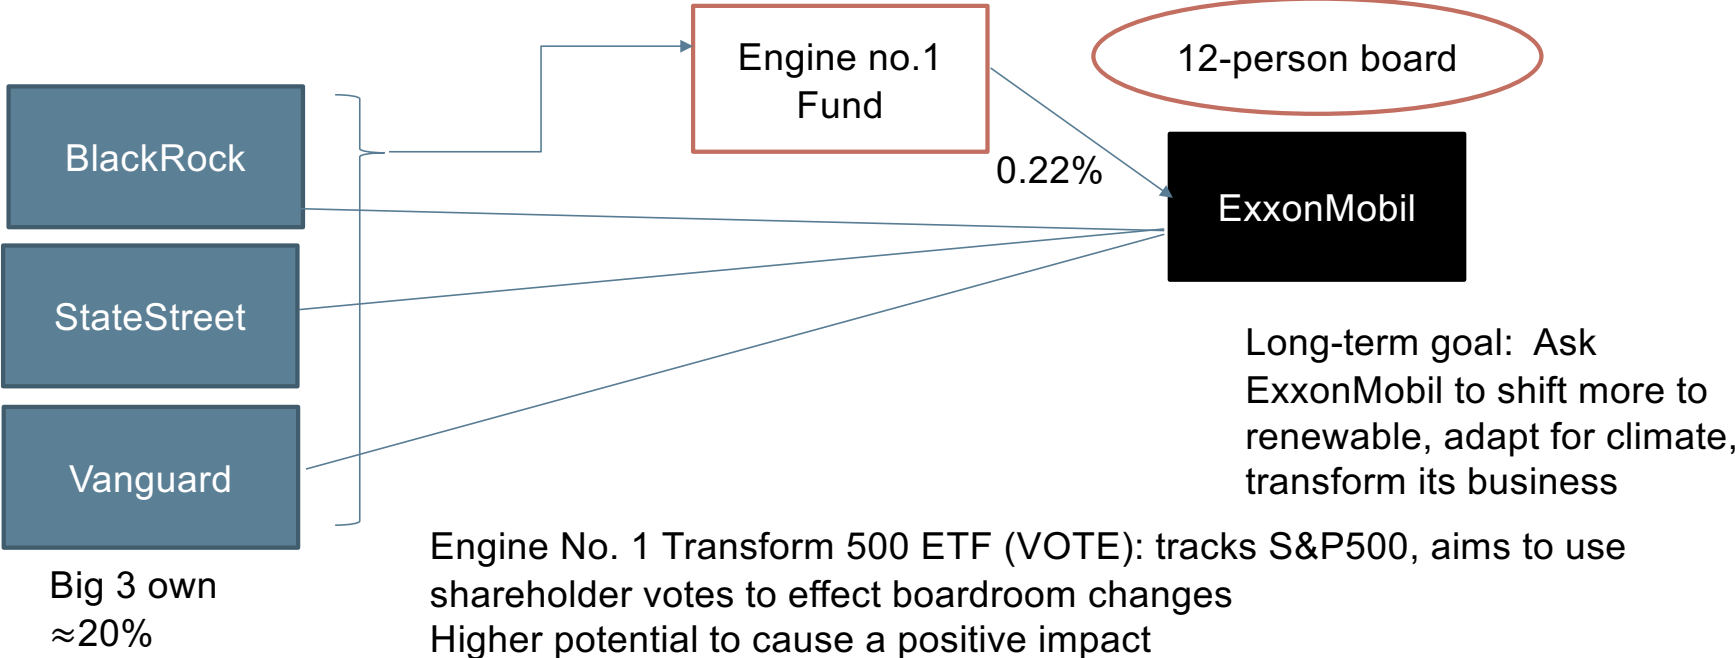 Engine no.1
Fund
12-person board
BlackRock
0.22%
ExxonMobil
StateStreet
Vanguard
Long-term goal:  Ask
ExxonMobil to shift more to
renewable, adapt for climate,
transform its business
Big 3 own
≈20%
Engine No. 1 Transform 500 ETF (VOTE): tracks S&P500, aims to use
shareholder votes to effect boardroom changes
Higher potential to cause a positive impact